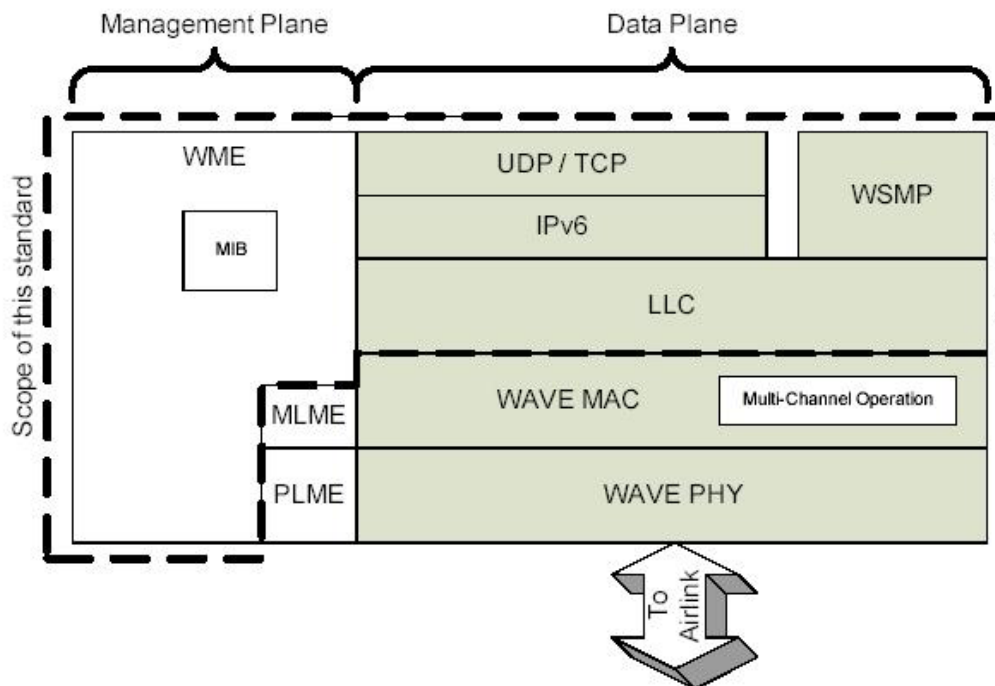 Management Plane
Data Plane
Scope of this standard
WME
MIB
UDP / TCP
IPv6
WSMP
LLC
MLME
WAVE MAC
Multi-Channel Operation
PLME
WAVE PHY
To
Airlink